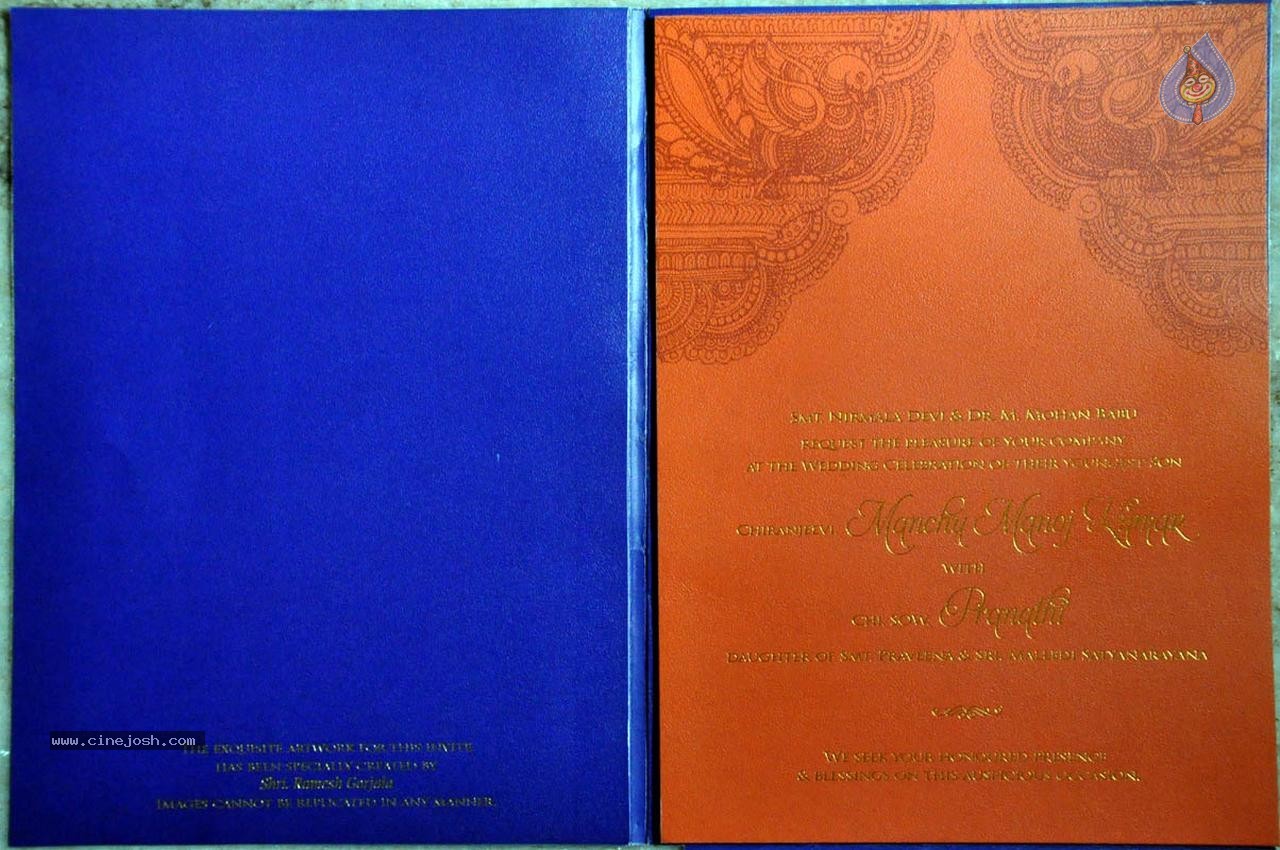 www.cinejosh.com
THE EXQUISITE ARTWORK FOR THIS INVITE
HAS BEEN SPECIALLY CREATED BY
Shri. Ramesh Gorjala
IMAGES CANNOT BE REPLICATED IN ANY MANNER.
SMT. NIRMALA DEVI & DR. M. MOHAN BABU
REQUEST THE PLEASURE OF YOUR COMPANY
AT THE WEDDING CELEBRATION OF THEIR YOUNGEST SON
CHIRANJEEVI. Manchu Manoj Kumar
WITH
CHI. SOW. Pranathi
DAUGHTER OF SMT. PRAVEENA & SRI. MALLIDI SATYANARAYANA
WE SEEK YOUR HONOURED PRESENCE
& BLESSINGS ON THIS AUSPICIOUS OCCASION.